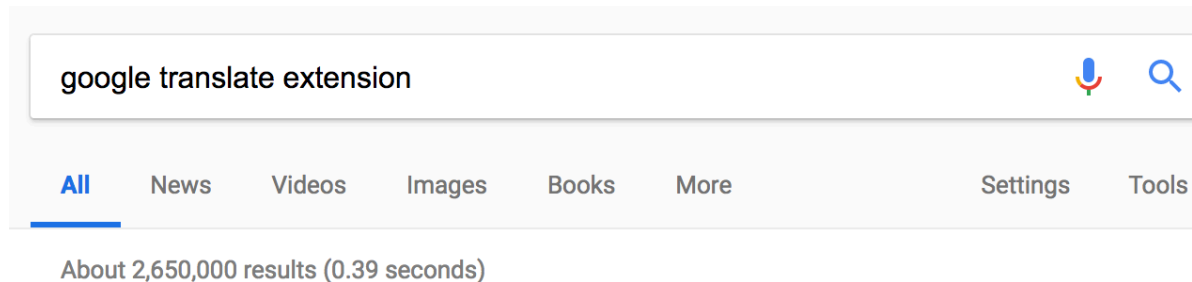 google translate extension
All News Videos Images Books More Settings Tools
About 2,650,000 results (0.39 seconds)